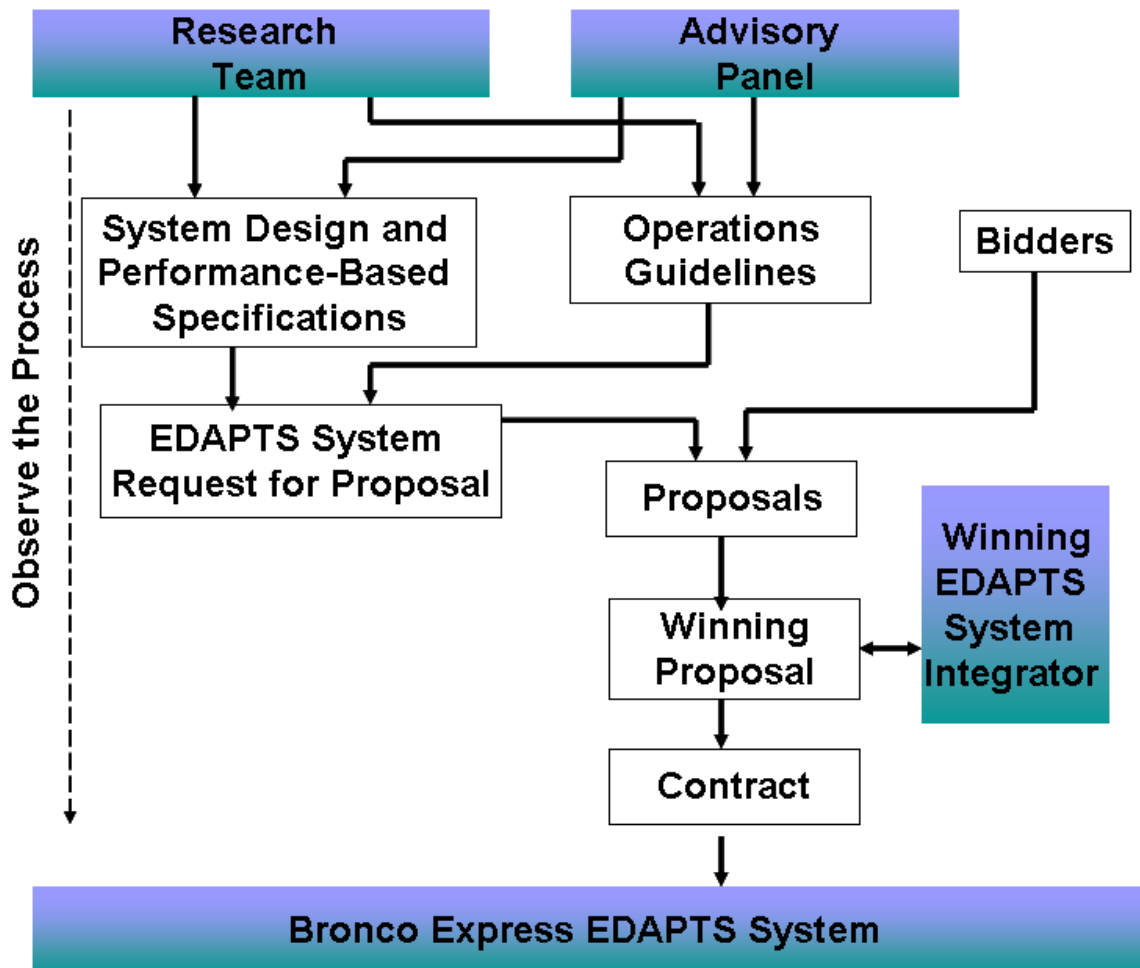 Research
Team
Advisory
Panel
System Design and
Performance-Based
Specifications
Operations
Guidelines
Bidders
Observe the Process
EDAPTS System
Request for Proposal
Proposals
Winning
EDAPTS
System
Integrator
Winning
Proposal
Contract
Bronco Express EDAPTS System